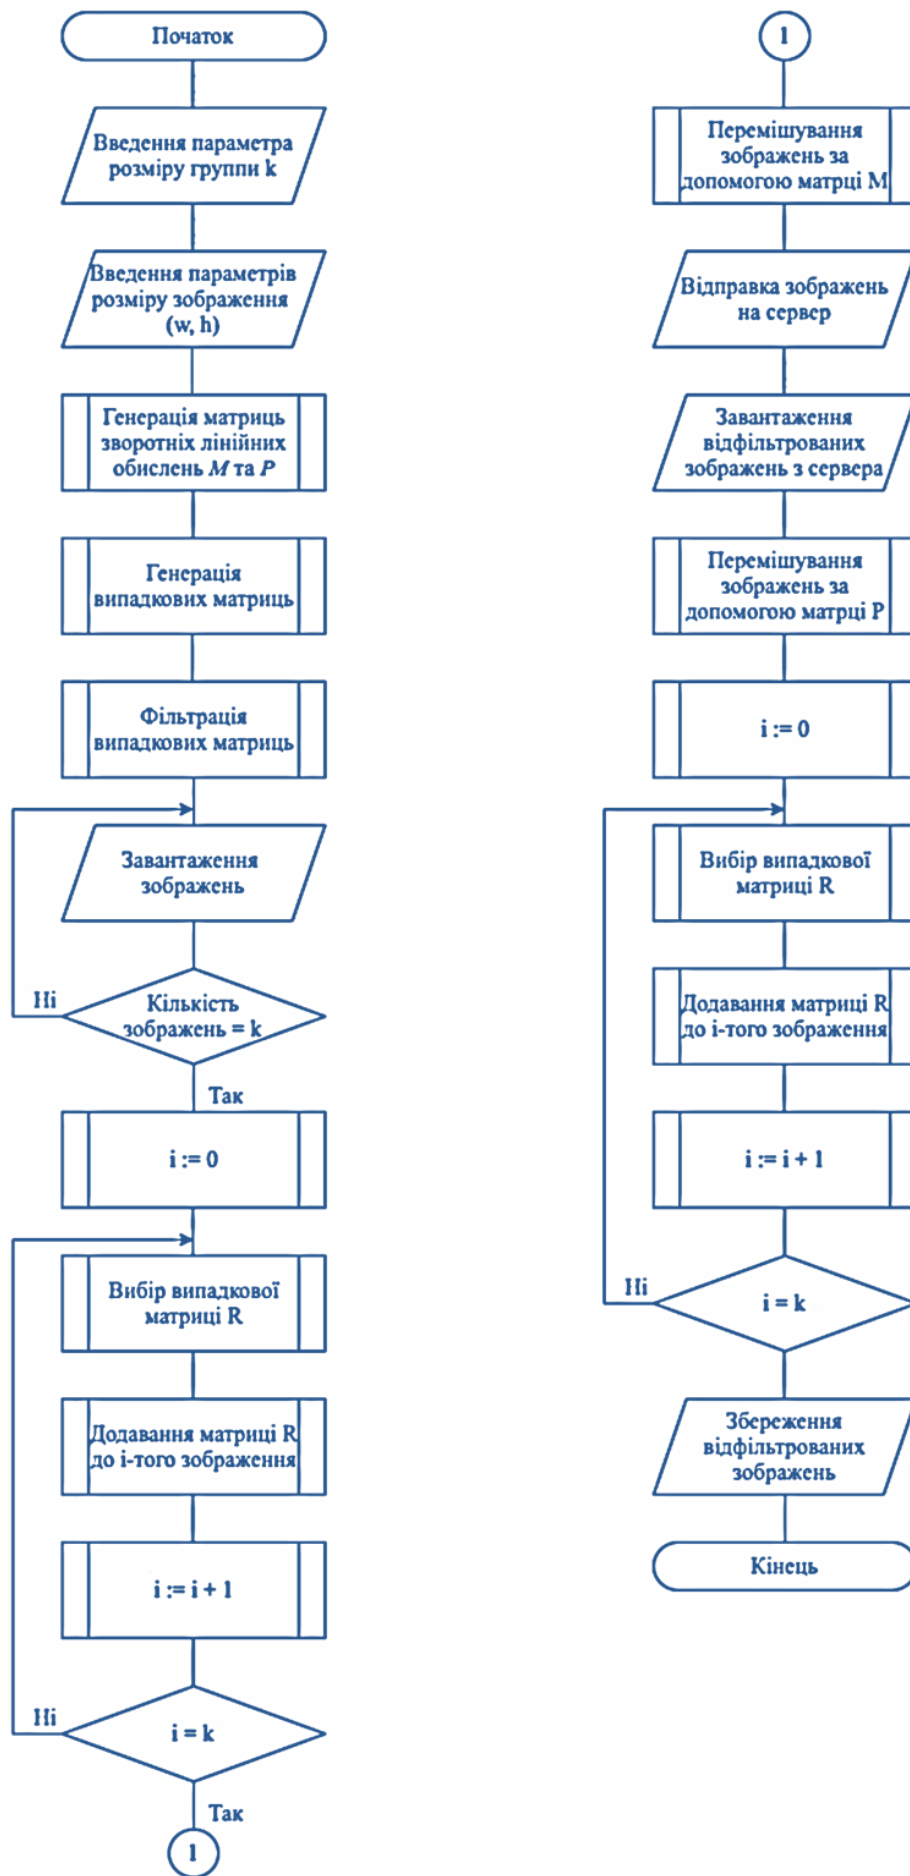 Початок
Введення параметра
розміру группи k
Введення параметрів
розміру зображення
(w, h)
Генерація матриць
зворотніх лінійних
обислень M та P
Генерація
випадкових матриць
Фільтрація
випадкових матриць
Завантаження
зображень
Ні
Кількість
зображень = k
Так
i := 0
Вибір випадкової
матриці R
Додавання матриці R
до і-того зображення
i := i + 1
Ні
i = k
Так
1
1
Перемішування
зображень за
допомогою матрці M
Відправка зображень
на сервер
Завантаження
відфільтрованих
зображень з сервера
Перемішування
зображень за
допомогою матрці P
i := 0
Вибір випадкової
матриці R
Додавання матриці R
до і-того зображення
i := i + 1
Ні
i = k
Збереження
відфільтрованих
зображень
Кінець